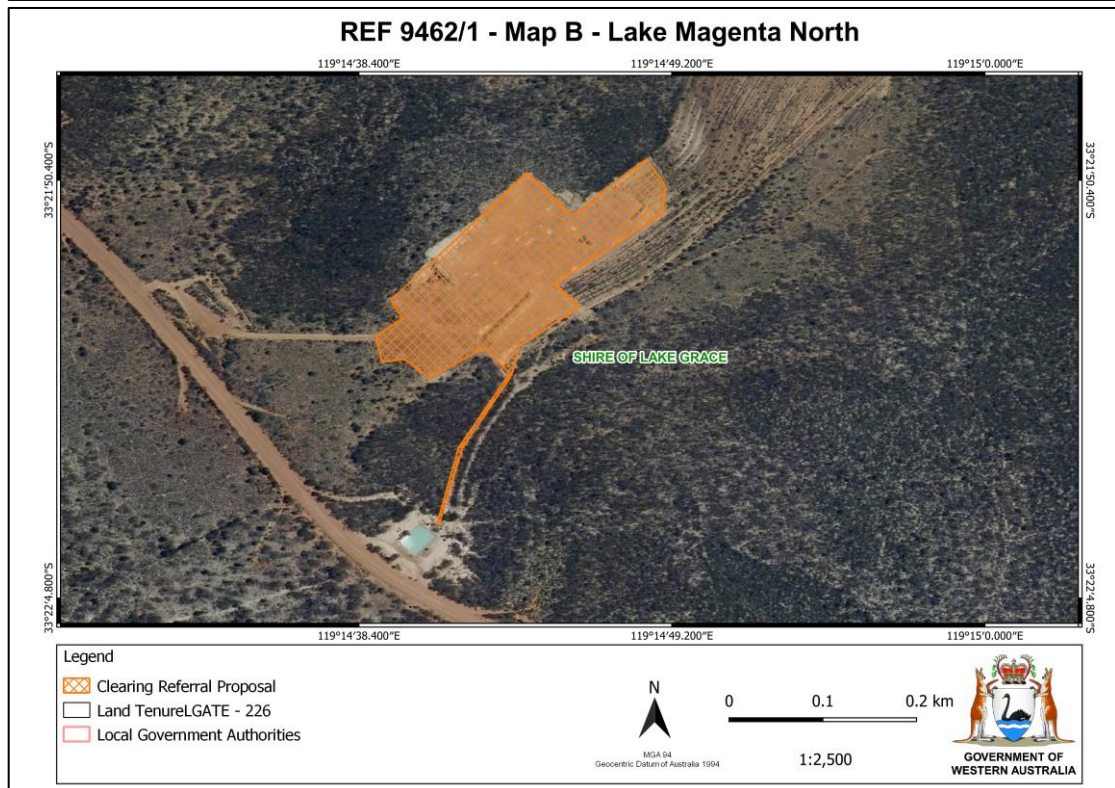 REF 9462/1 - Map B - Lake Magenta North
119°14'38.400"E
119°14'49.200"E
119°15'0.000"E
33°21'50.400"S
33°21'50.400"S
SHIRE OF LAKE GRACE
33°22'4.800"S
33°22'4.800"S
119°14'38.400"E
119°14'49.200"E
119°15'0.000"E
Legend
Clearing Referral Proposal
Land TenureLGATE - 226
Local Government Authorities
N
MGA 94
Geocentric Datum of Australia 1994
0 0.1 0.2 km
1:2,500
GOVERNMENT OF
WESTERN AUSTRALIA